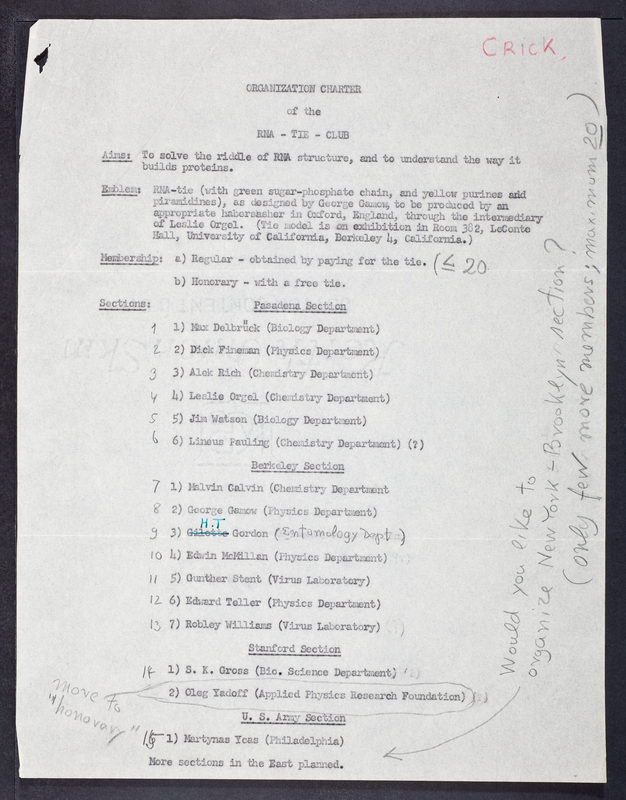 CRICK,
ORGANIZATION CHARTER
of the
RNA - TIE - CLUB
Aims: To solve the riddle of RNA structure, and to understand the way it
builds proteins.
Emblem: RNA-tie (with green sugar-phosphate chain, and yellow purines and
piramidines), as designed by George Gamow, to be produced by an
appropriate habersasher in Oxford, England, through the intermediary
of Leslie Orgel. (Tie model is on exhibition in Room 382, LeConte
Hall, University of California, Berkeley 4, California.)
Membership: a) Regular - obtained by paying for the tie. (≤ 20
b) Honorary - with a free tie.
Sections: Pasadena Section
1 1) Max Delbrück (Biology Department)
2 2) Dick Fineman (Physics Department)
3 3) Alek Rich (Chemistry Department)
4 4) Leslie Orgel (Chemistry Department)
5 5) Jim Watson (Biology Department)
6 6) Lineus Pauling (Chemistry Department) (?)
Berkeley Section
7 1) Malvin Calvin (Chemistry Department
8 2) George Gamow (Physics Department)
H.T
9 3) Gilotte Gordon (Entomology Dept)
10 4) Edwin McMillan (Physics Department)
11 5) Gunther Stent (Virus Laboratory)
12 6) Edward Teller (Physics Department)
13 7) Robley Williams (Virus Laboratory)
Stanford Section
14 1) S. K. Gross (Bio. Science Department)
2) Oleg Yadoff (Applied Physics Research Foundation)
move to
"honorary"
U. S. Army Section
15 1) Martynas Ycas (Philadelphia)
More sections in the East planned.
Would you like to
organize NewYork-Brooklyn section?
(only few more members; maximum 20)